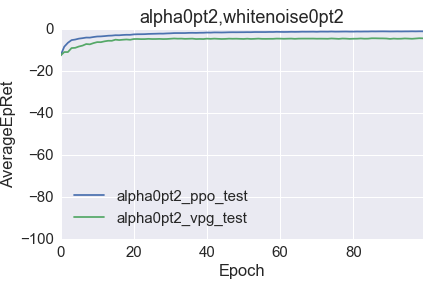 alpha0pt2,whitenoise0pt2
AverageEpRet
0
−20
−40
−60
−80
−100
alpha0pt2_ppo_test
alpha0pt2_vpg_test
0 20 40 60 80
Epoch